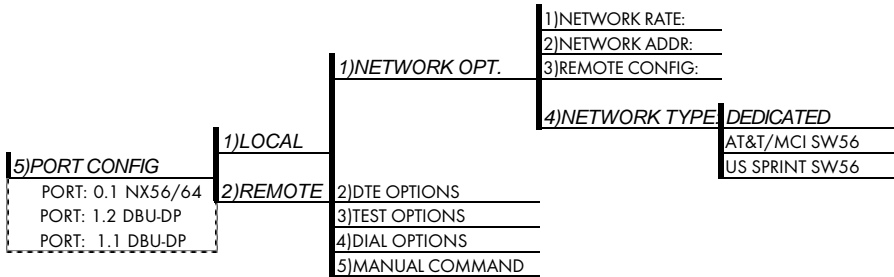 5)PORT CONFIG
PORT: 0.1 NX56/64
PORT: 1.2 DBU-DP
PORT: 1.1 DBU-DP
1)LOCAL
2)REMOTE
1)NETWORK OPT.
2)DTE OPTIONS
3)TEST OPTIONS
4)DIAL OPTIONS
5)MANUAL COMMAND
1)NETWORK RATE:
2)NETWORK ADDR:
3)REMOTE CONFIG:
4)NETWORK TYPE:
DEDICATED
AT&T/MCI SW56
US SPRINT SW56